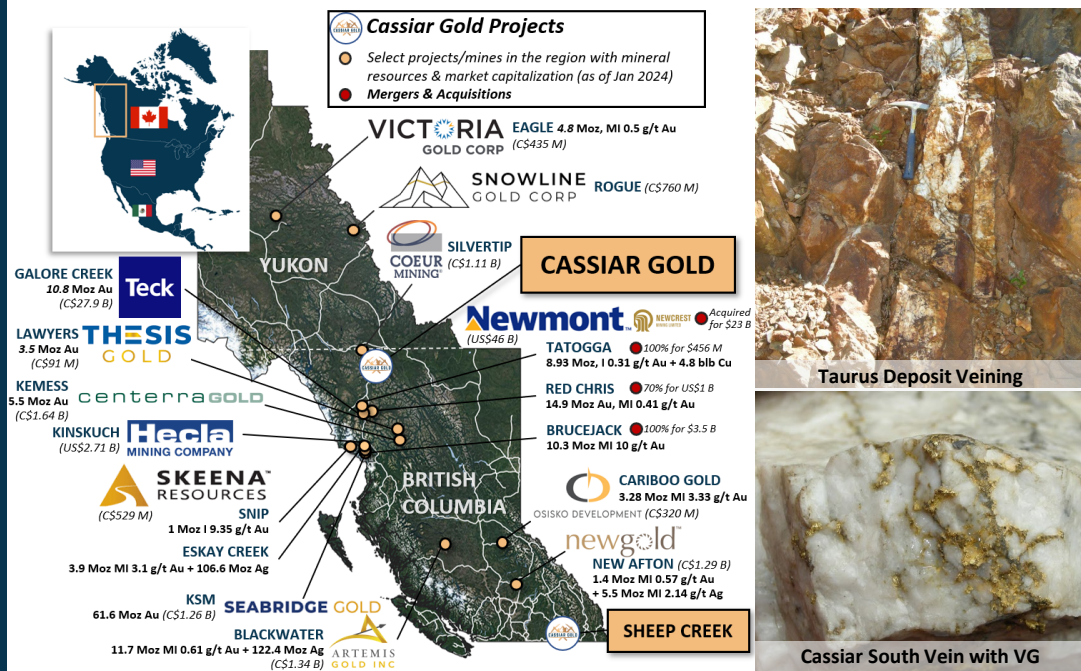 Cassiar Gold Projects
Select projects/mines in the region with mineral
resources & market capitalization (as of Jan 2024)
Mergers & Acquisitions
VICTORIA
GOLD CORP
EAGLE 4.8 Moz, MI 0.5 g/t Au
(C$435 M)
SNOWLINE
GOLD CORP
ROGUE (C$760 M)
COEUR
MINING
SILVERTIP
(C$1.11 B)
YUKON
CASSIAR GOLD
GALORE CREEK
10.8 Moz Au
(C$27.9 B)
Teck
LAWYERS
3.5 Moz Au
(C$91 M)
THESIS
GOLD
KEMESS
5.5 Moz Au
(C$1.64 B)
centerraGOLD
KINSKUCH
(US$2.71 B)
Hecla
MINING COMPANY
SKEENA™
RESOURCES
(C$529 M)
SNIP
1 Moz I 9.35 g/t Au
ESKAY CREEK
3.9 Moz MI 3.1 g/t Au + 106.6 Moz Ag
KSM
61.6 Moz Au (C$1.26 B)
SEABRIDGE GOLD
BLACKWATER
11.7 Moz MI 0.61 g/t Au + 122.4 Moz Ag
(C$1.34 B)
ARTEMIS
GOLD INC
CASSIAR GOLD
Newmont™
(US$46 B)
NEWCREST
Acquired
for $23 B
TATOGGA
100% for $456 M
8.93 Moz, I 0.31 g/t Au + 4.8 blb Cu
RED CHRIS
70% for US$1 B
14.9 Moz Au, MI 0.41 g/t Au
BRUCEJACK
100% for $3.5 B
10.3 Moz MI 10 g/t Au
BRITISH
COLUMBIA
CARIBOO GOLD
3.28 Moz MI 3.33 g/t Au
OSISKO DEVELOPMENT (C$320 M)
newgold™
NEW AFTON (C$1.29 B)
1.4 Moz MI 0.57 g/t Au
+ 5.5 Moz MI 2.14 g/t Ag
CASSIAR GOLD
SHEEP CREEK
Taurus Deposit Veining
Cassiar South Vein with VG